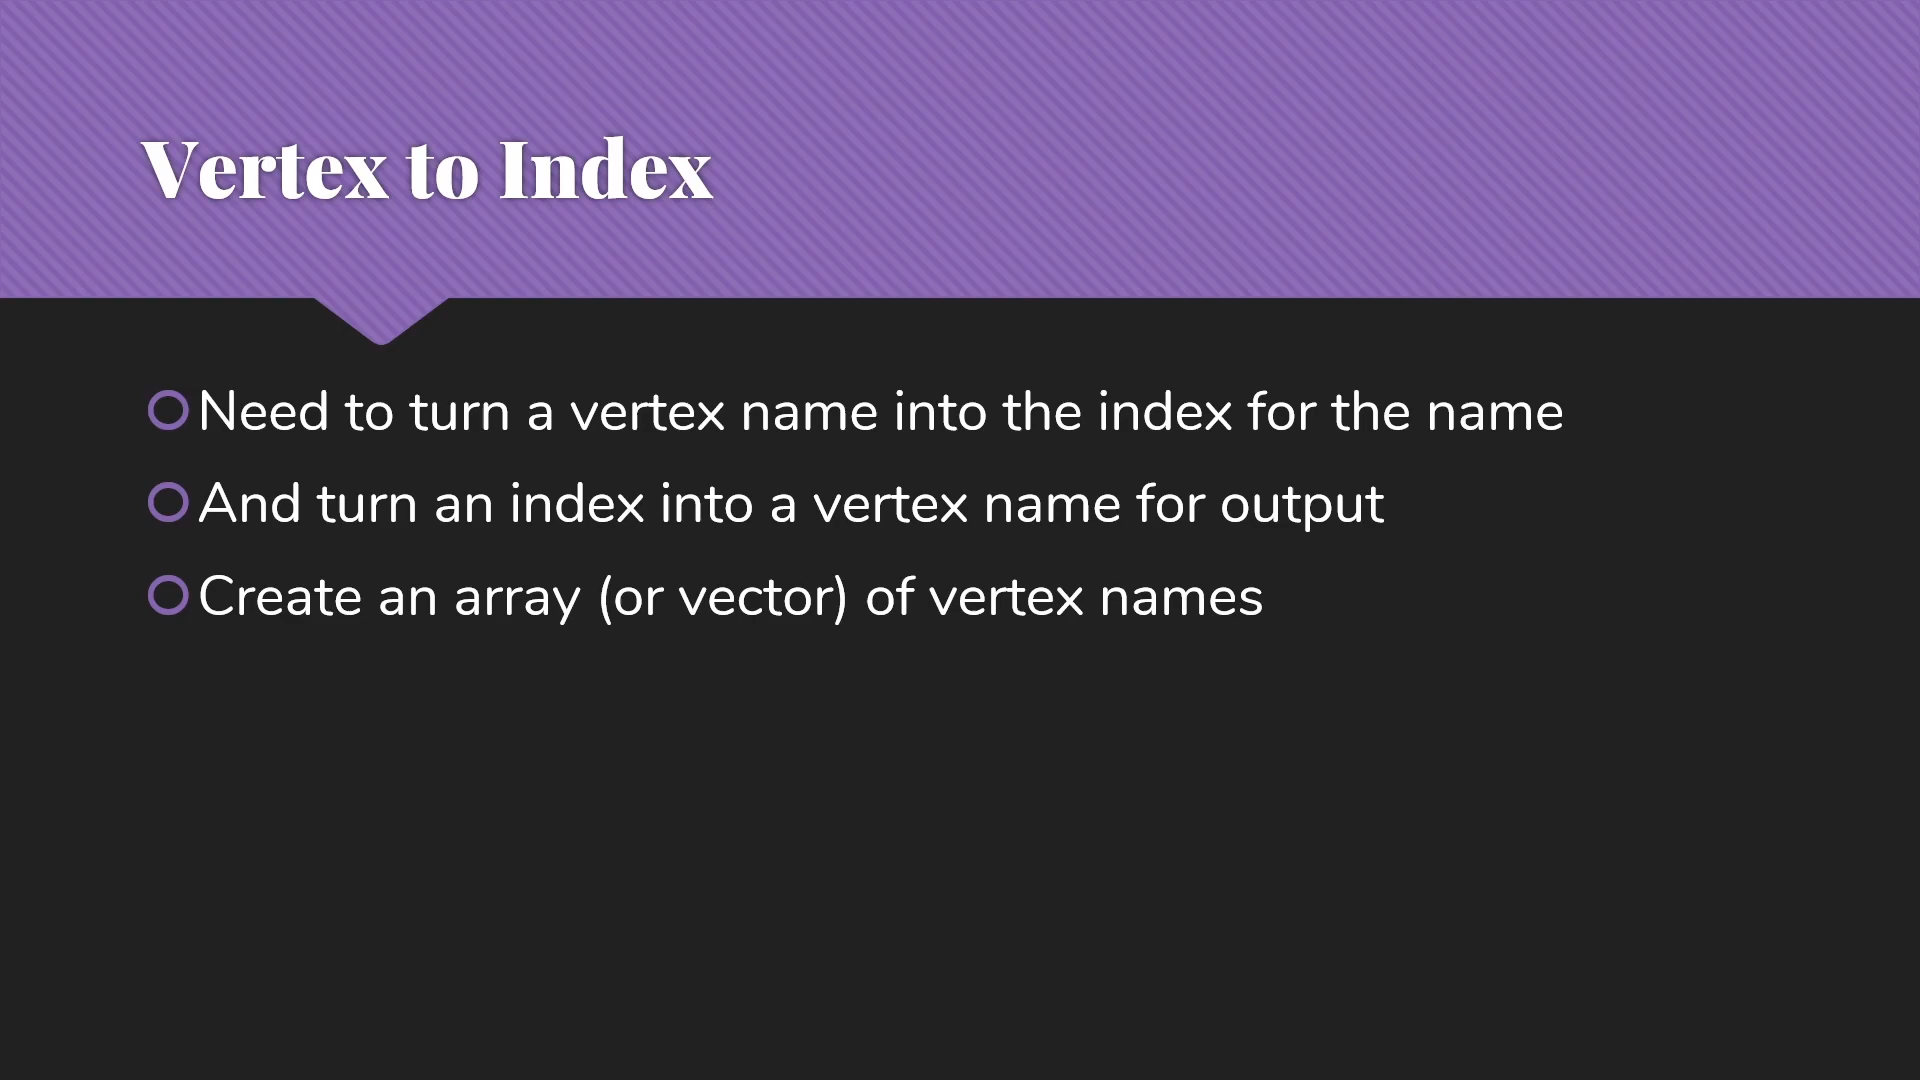 Vertex to Index
Need to turn a vertex name into the index for the name
And turn an index into a vertex name for output
Create an array (or vector) of vertex names